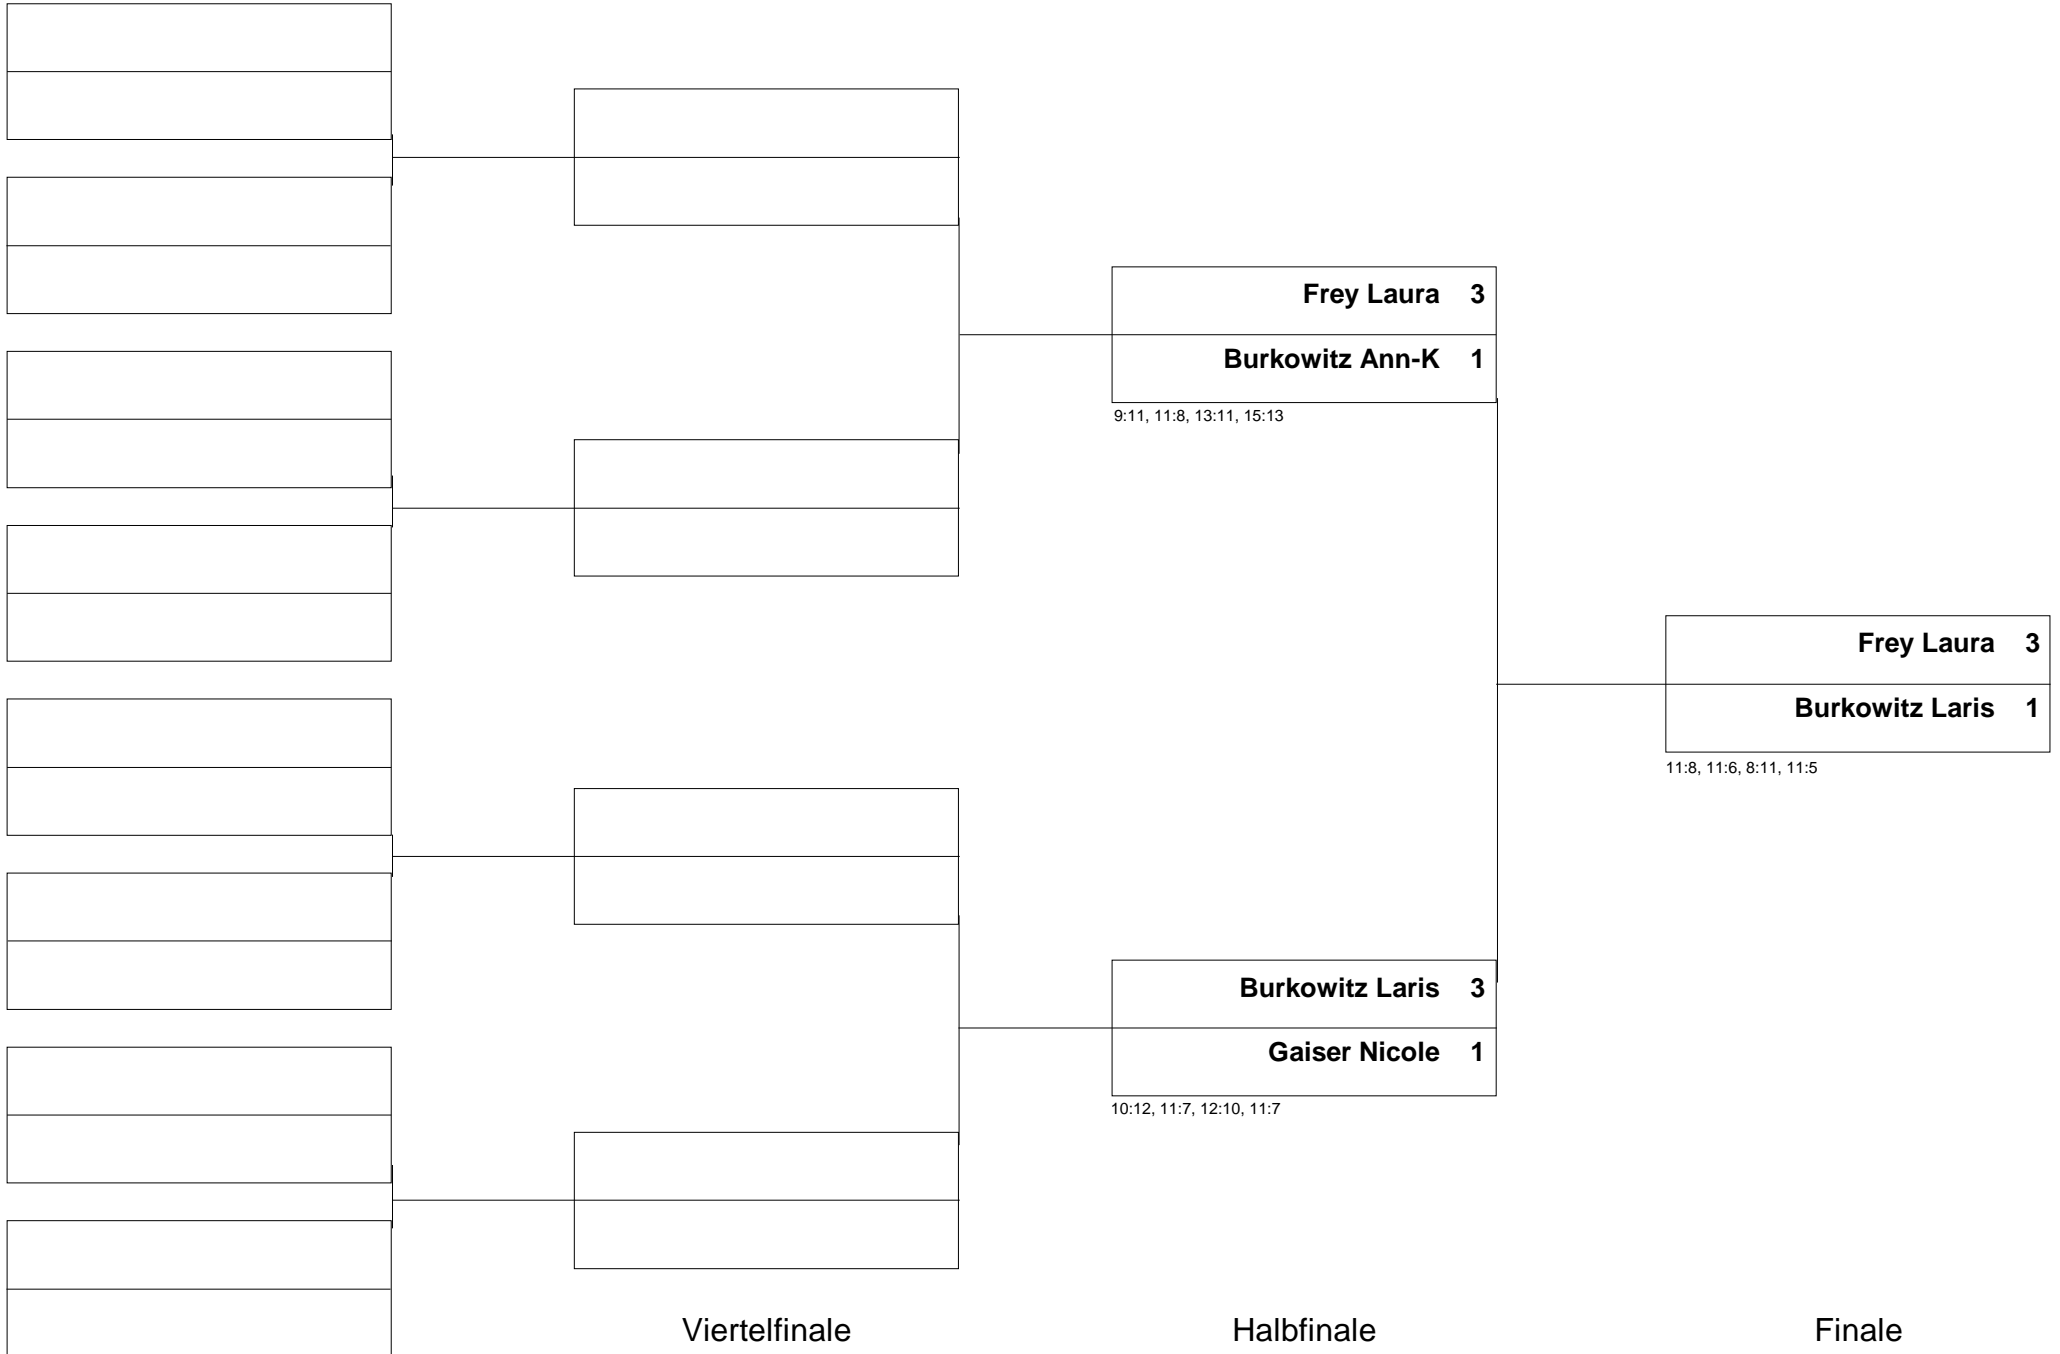 Frey Laura 3
Burkowitz Ann-K 1
9:11, 11:8, 13:11, 15:13
Frey Laura 3
Burkowitz Laris 1
11:8, 11:6, 8:11, 11:5
Burkowitz Laris 3
Gaiser Nicole 1
10:12, 11:7, 12:10, 11:7
Viertelfinale
Halbfinale
Finale